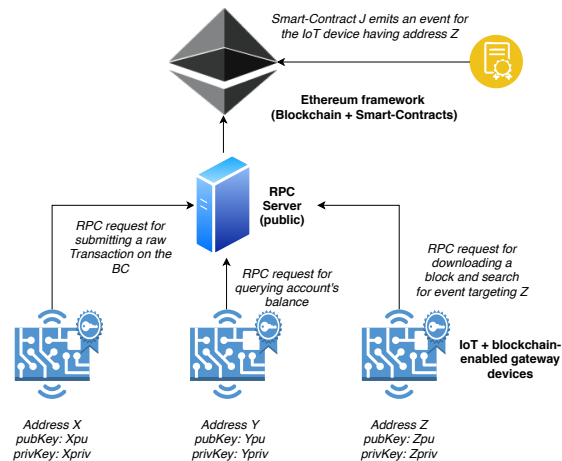 Smart-Contract J emits an event for
the IoT device having address Z
Ethereum framework
(Blockchain + Smart-Contracts)
RPC
Server
(public)
RPC request for
submitting a raw
Transaction on the
BC
RPC request for
querying account's
balance
RPC request for
downloading a
block and search
for event targeting Z
IoT + blockchain-
enabled gateway
devices
Address X
pubKey: Xpu
privKey: Xpriv
Address Y
pubKey: Ypu
privKey: Ypriv
Address Z
pubKey: Zpu
privKey: Zpriv